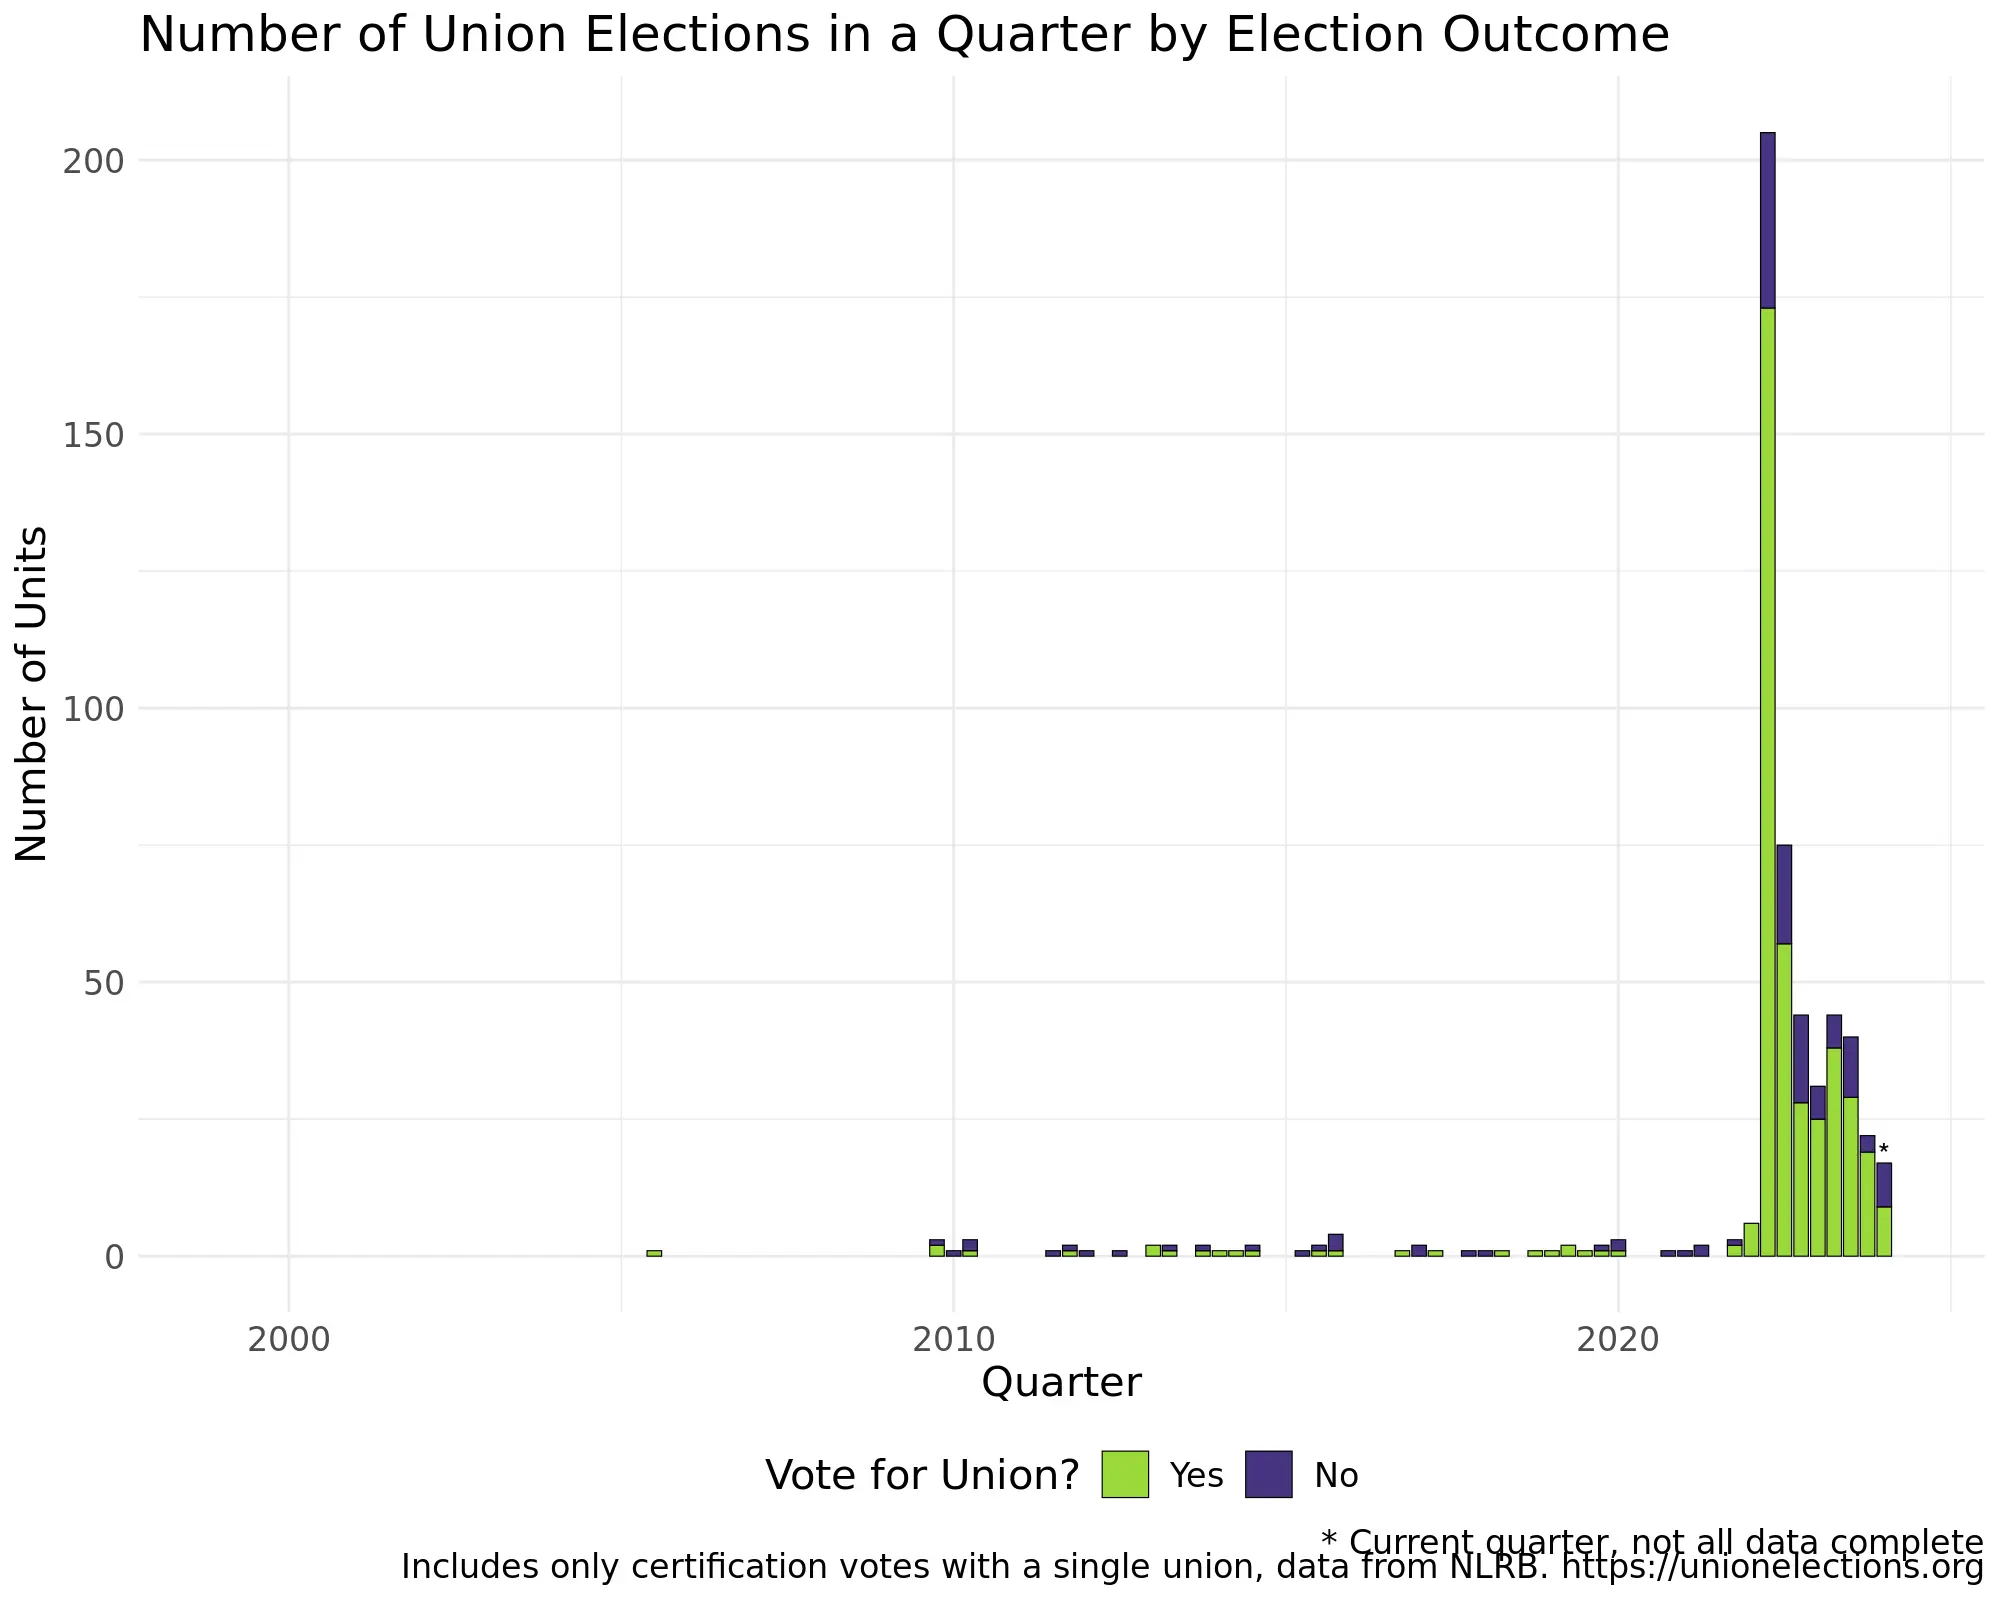 Number of Union Elections in a Quarter by Election Outcome
200
150
100
50
0
Number of Units
2000 2010 2020
Quarter
*
Vote for Union? Yes No
* Current quarter, not all data complete
Includes only certification votes with a single union, data from NLRB. https://unionelections.org